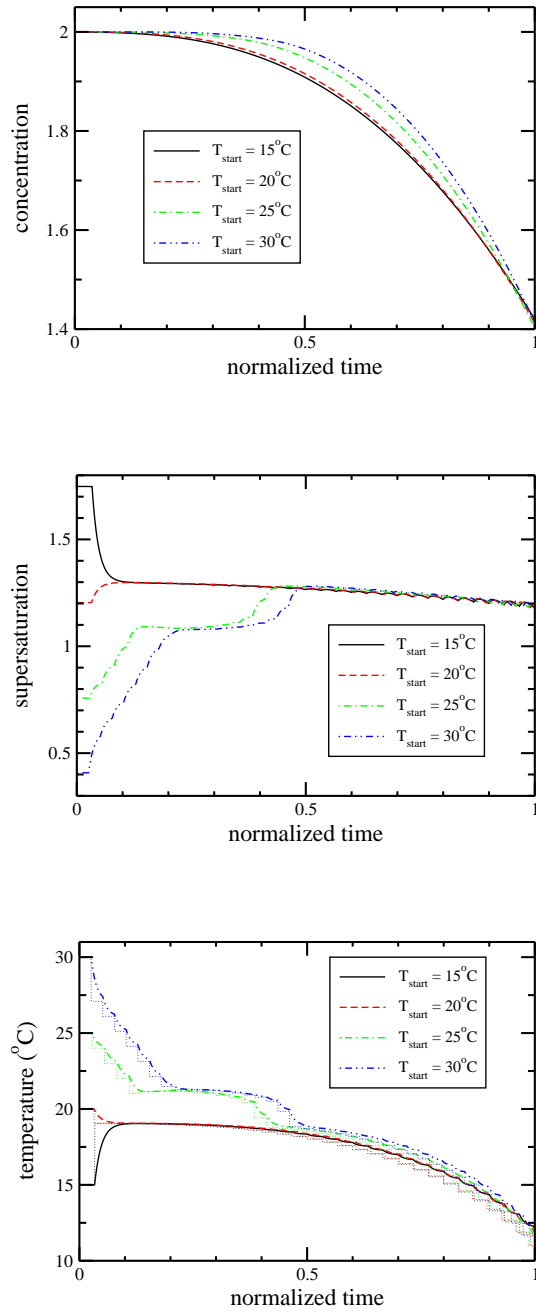 2
1.8
1.6
1.4
concentration
T_start = 15°C
T_start = 20°C
T_start = 25°C
T_start = 30°C
0
0.5
1
normalized time
1.5
1
0.5
supersaturation
T_start = 15°C
T_start = 20°C
T_start = 25°C
T_start = 30°C
0
0.5
1
normalized time
30
25
20
15
10
temperature (°C)
T_start = 15°C
T_start = 20°C
T_start = 25°C
T_start = 30°C
0
0.5
1
normalized time